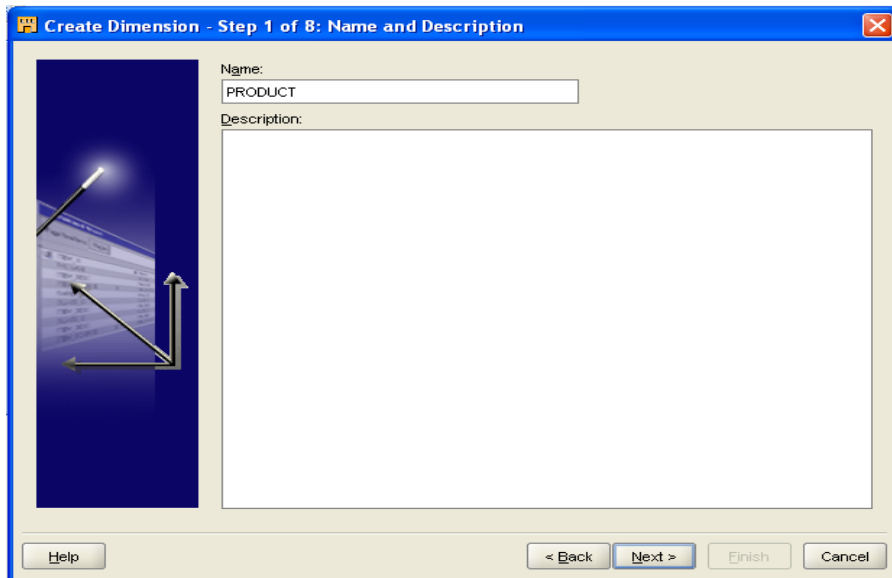 Create Dimension - Step 1 of 8: Name and Description
Name:
PRODUCT
Description:
Help
< Back
Next >
Finish
Cancel